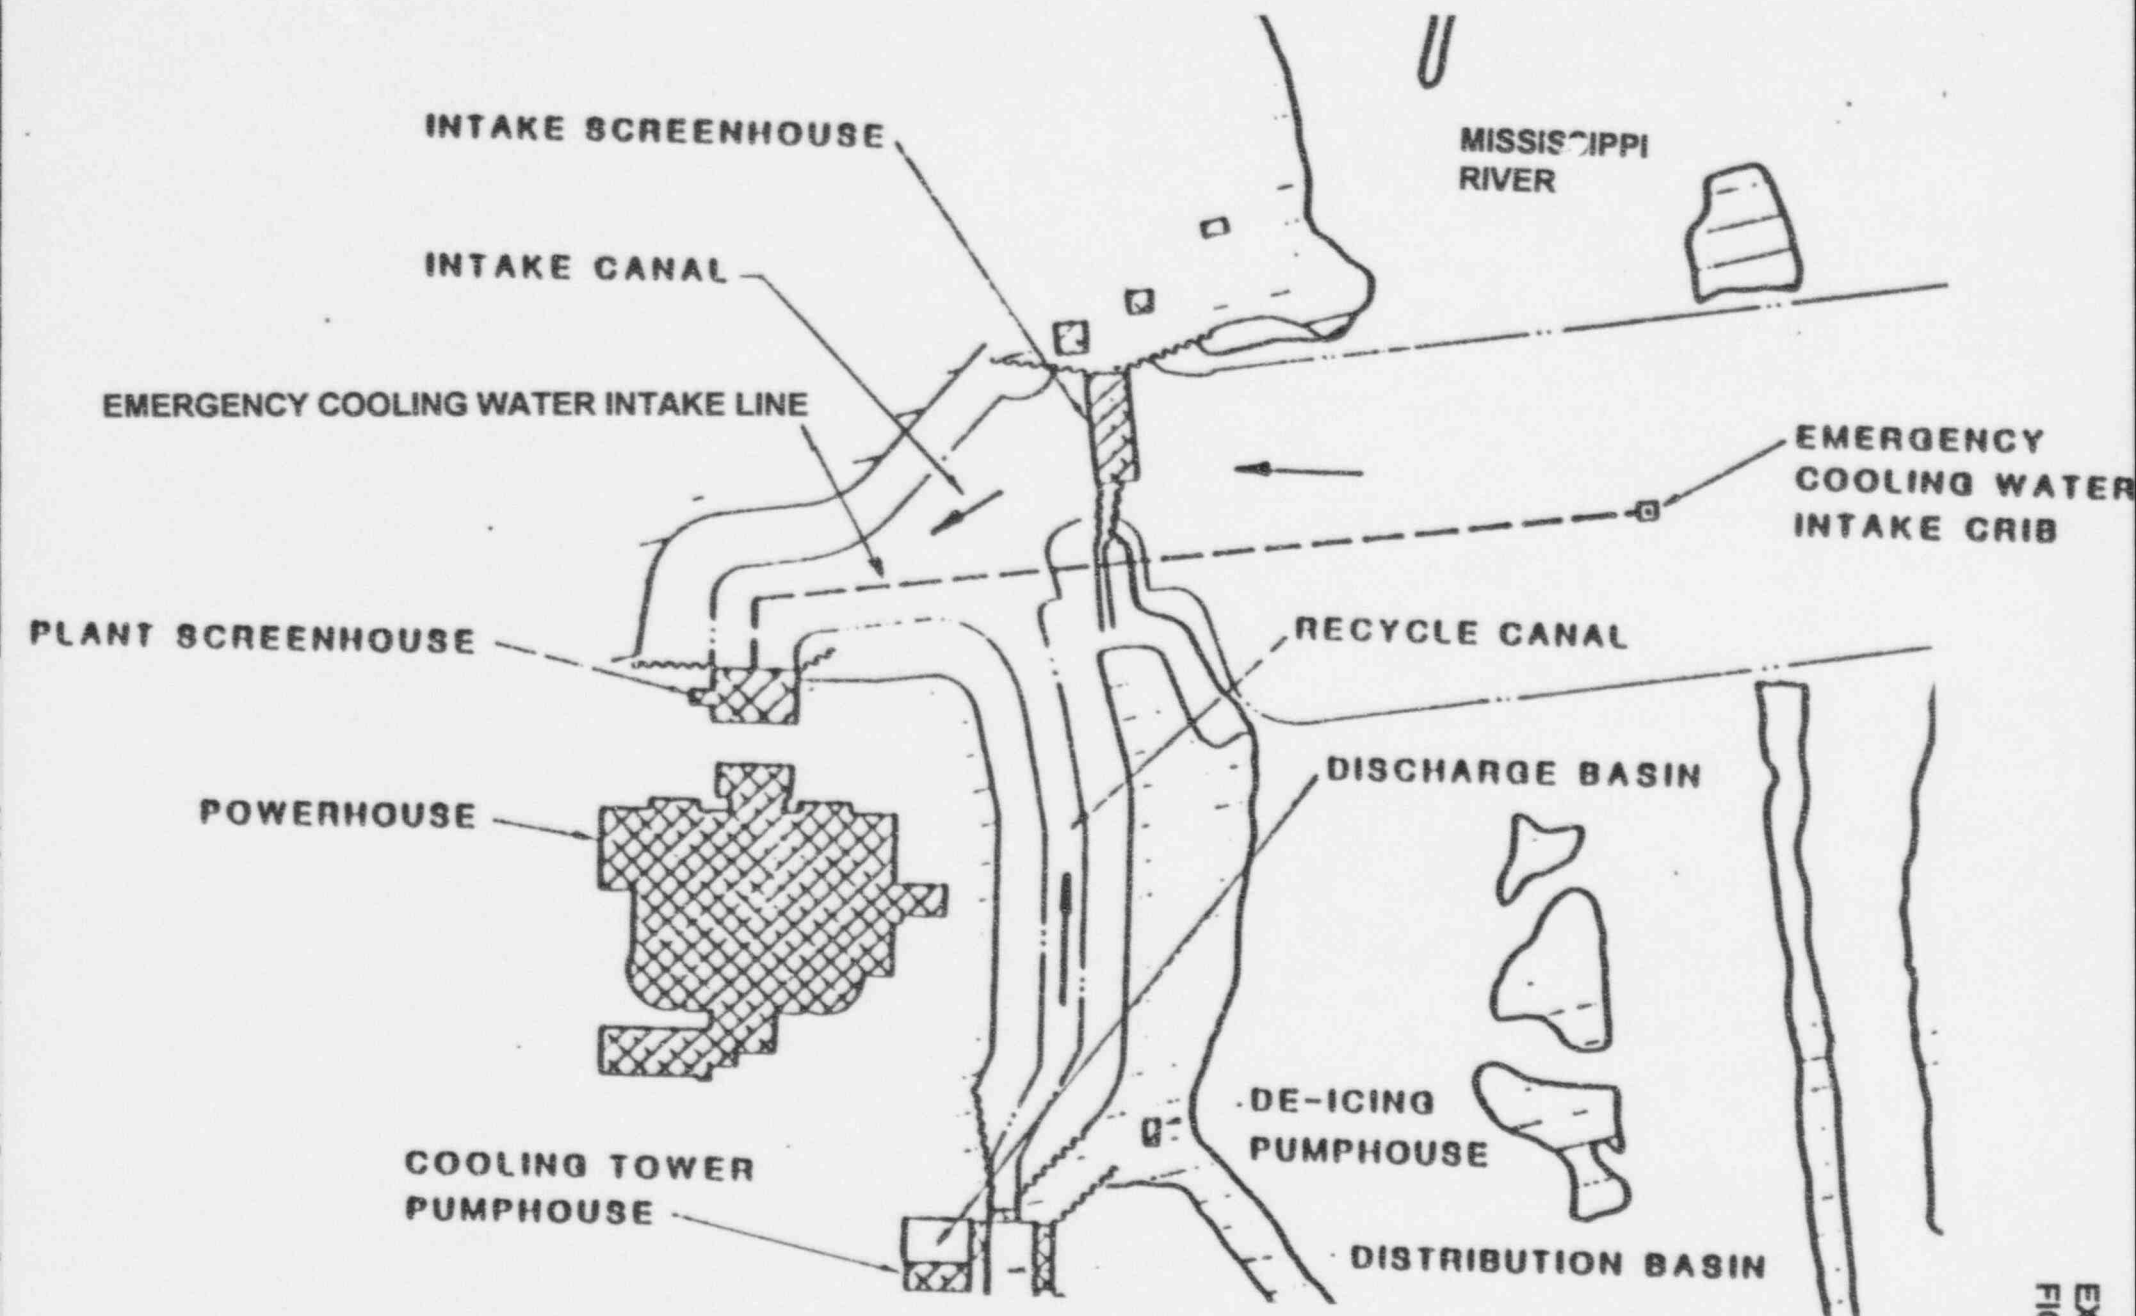 INTAKE SCREENHOUSE
MISSISSIPPI
RIVER
INTAKE CANAL
EMERGENCY COOLING WATER INTAKE LINE
EMERGENCY
COOLING WATER
INTAKE CRIB
PLANT SCREENHOUSE
RECYCLE CANAL
DISCHARGE BASIN
POWERHOUSE
DE-ICING
PUMPHOUSE
COOLING TOWER
PUMPHOUSE
DISTRIBUTION BASIN